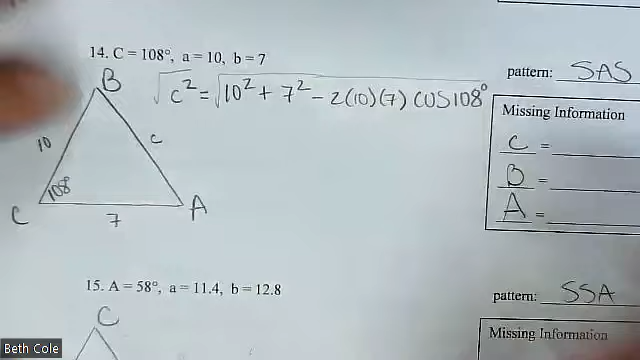 14. C = 108°, a = 10, b = 7
pattern: SAS
B
√c² = √10² + 7² - 2(10)(7) cos108°
Missing Information
10
c
C =
B =
A =
108
C
7
A
15. A = 58°, a = 11.4, b = 12.8
pattern: SSA
C
Missing Information
Beth Cole